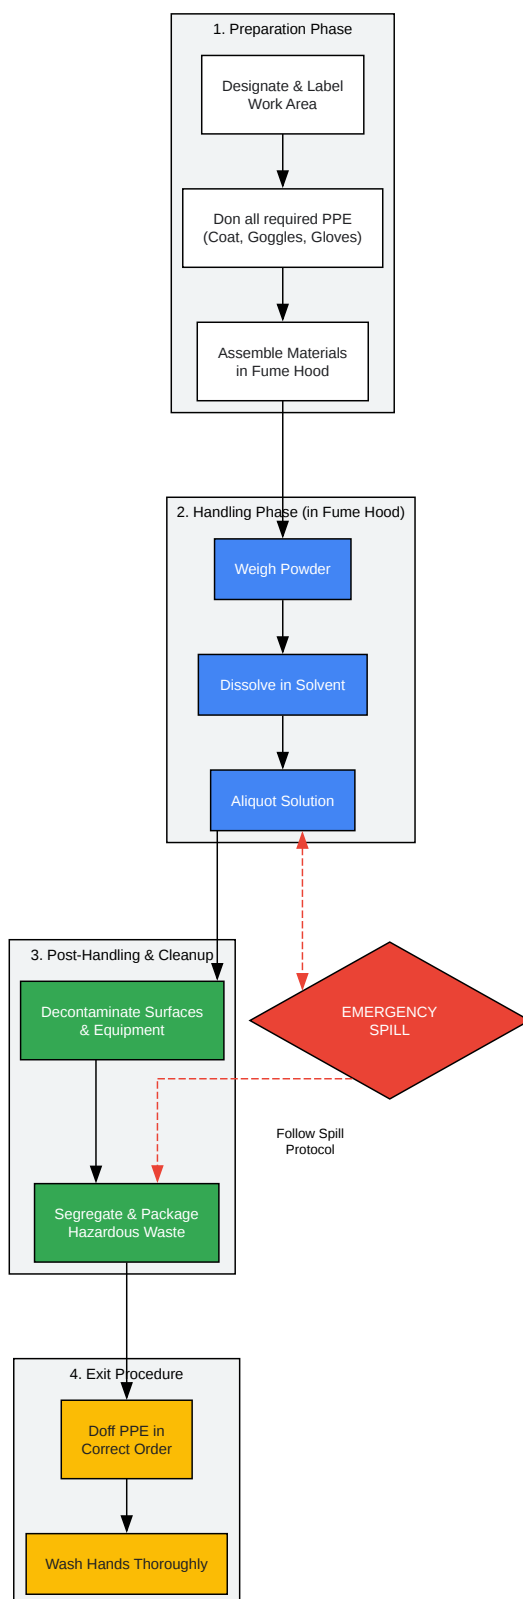 1. Preparation Phase
Designate & Label
Work Area
Don all required PPE
(Coat, Goggles, Gloves)
Assemble Materials
in Fume Hood
2. Handling Phase (in Fume Hood)
Weigh Powder
Dissolve in Solvent
Aliquot Solution
3. Post-Handling & Cleanup
Decontaminate Surfaces
& Equipment
EMERGENCY
SPILL
Follow Spill
Protocol
Segregate & Package
Hazardous Waste
4. Exit Procedure
Doff PPE in
Correct Order
Wash Hands Thoroughly